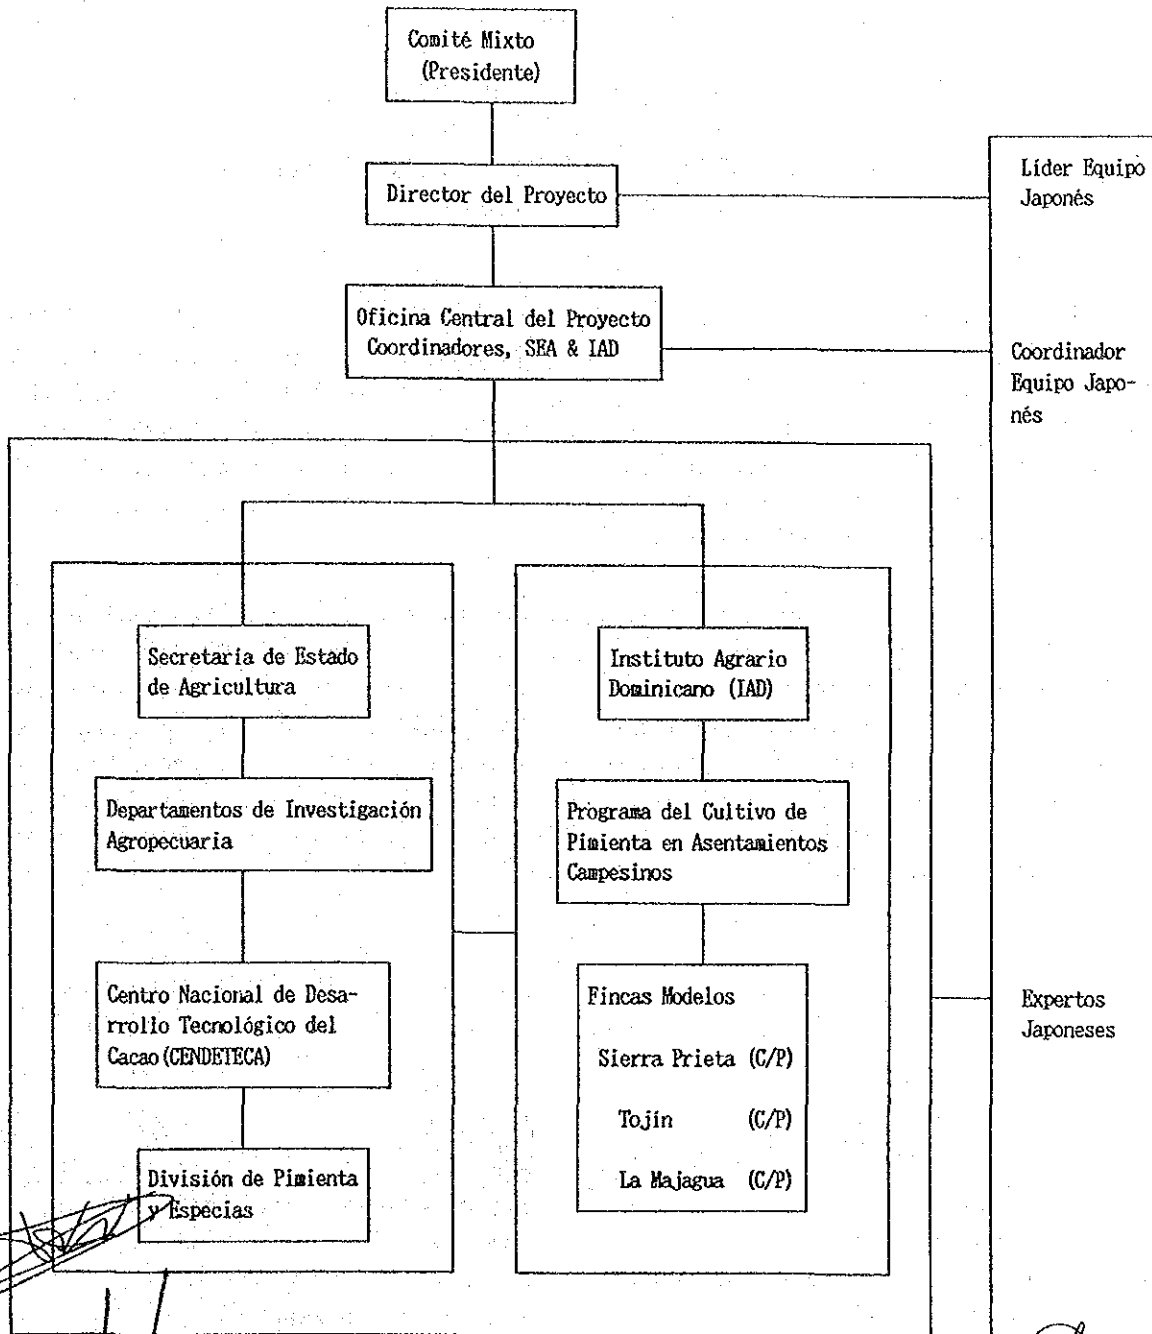 Comité Mixto
(Presidente)
Director del Proyecto
Líder Equipo
Japonés
Oficina Central del Proyecto
Coordinadores, SEA & IAD
Coordinador
Equipo Japo-
nés
Secretaría de Estado
de Agricultura
Departamentos de Investigación
Agropecuaria
Centro Nacional de Desa-
rrollo Tecnológico del
Cacao(CENDETECA)
División de Pimienta
y Especias
Instituto Agrario
Dominicano (IAD)
Programa del Cultivo de
Pimienta en Asentamientos
Campesinos
Fincas Modelos
Sierra Prieta (C/P)
Tojín (C/P)
La Majagua (C/P)
Expertos
Japoneses